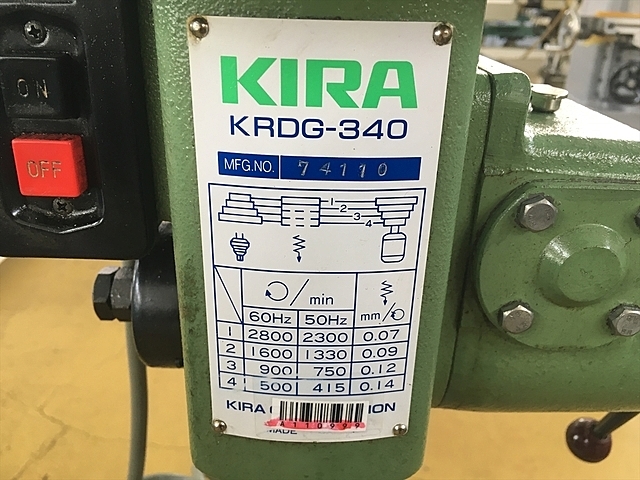 ON
OFF
KIRA
KRDG-340
MFG.NO. 74110
1
2
3
4
/min
60Hz 50Hz mm/
1 2800 2300 0.07
2 1600 1330 0.09
3 900 750 0.12
4 500 415 0.14
KIRA
A110999